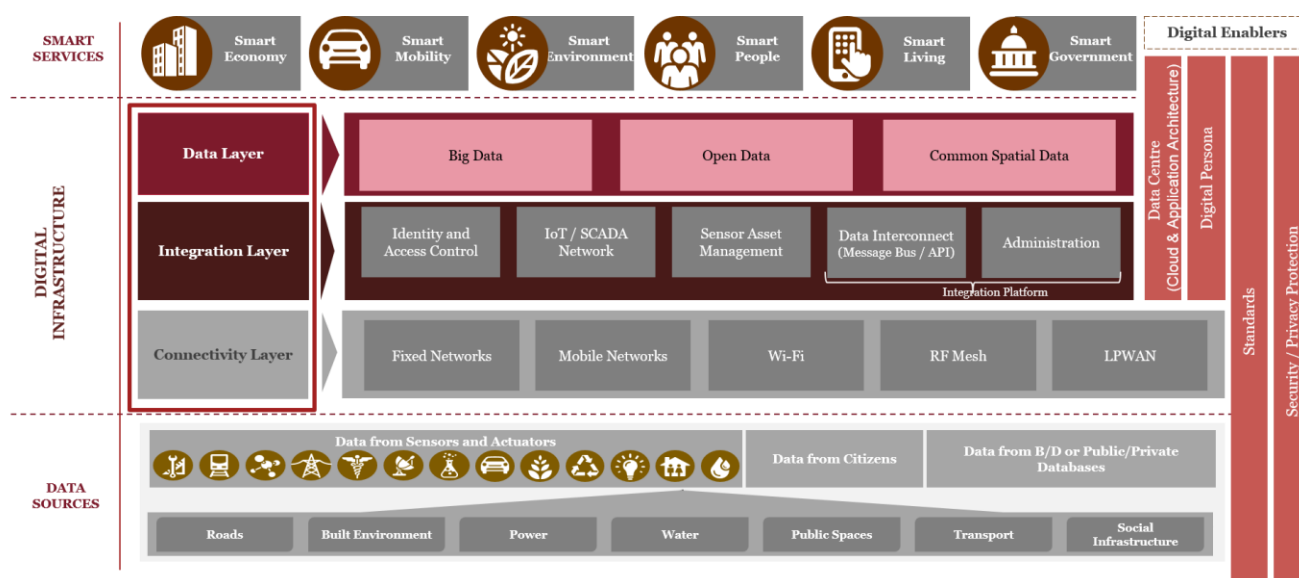 SMART
SERVICES
Smart
Economy
Smart
Mobility
Smart
Environment
Smart
People
Smart
Living
Smart
Government
Digital Enablers
DIGITAL
INFRASTRUCTURE
Data Layer
Big Data
Open Data
Common Spatial Data
Integration Layer
Identity and
Access Control
IoT / SCADA
Network
Sensor Asset
Management
Data Interconnect
(Message Bus / API)
Administration
Integration Platform
Connectivity Layer
Fixed Networks
Mobile Networks
Wi-Fi
RF Mesh
LPWAN
Data Centre
(Cloud & Application Architecture)
Digital Persona
Standards
Security / Privacy Protection
DATA
SOURCES
Data from Sensors and Actuators
Data from Citizens
Data from B/D or Public/Private
Databases
Roads
Built Environment
Power
Water
Public Spaces
Transport
Social
Infrastructure